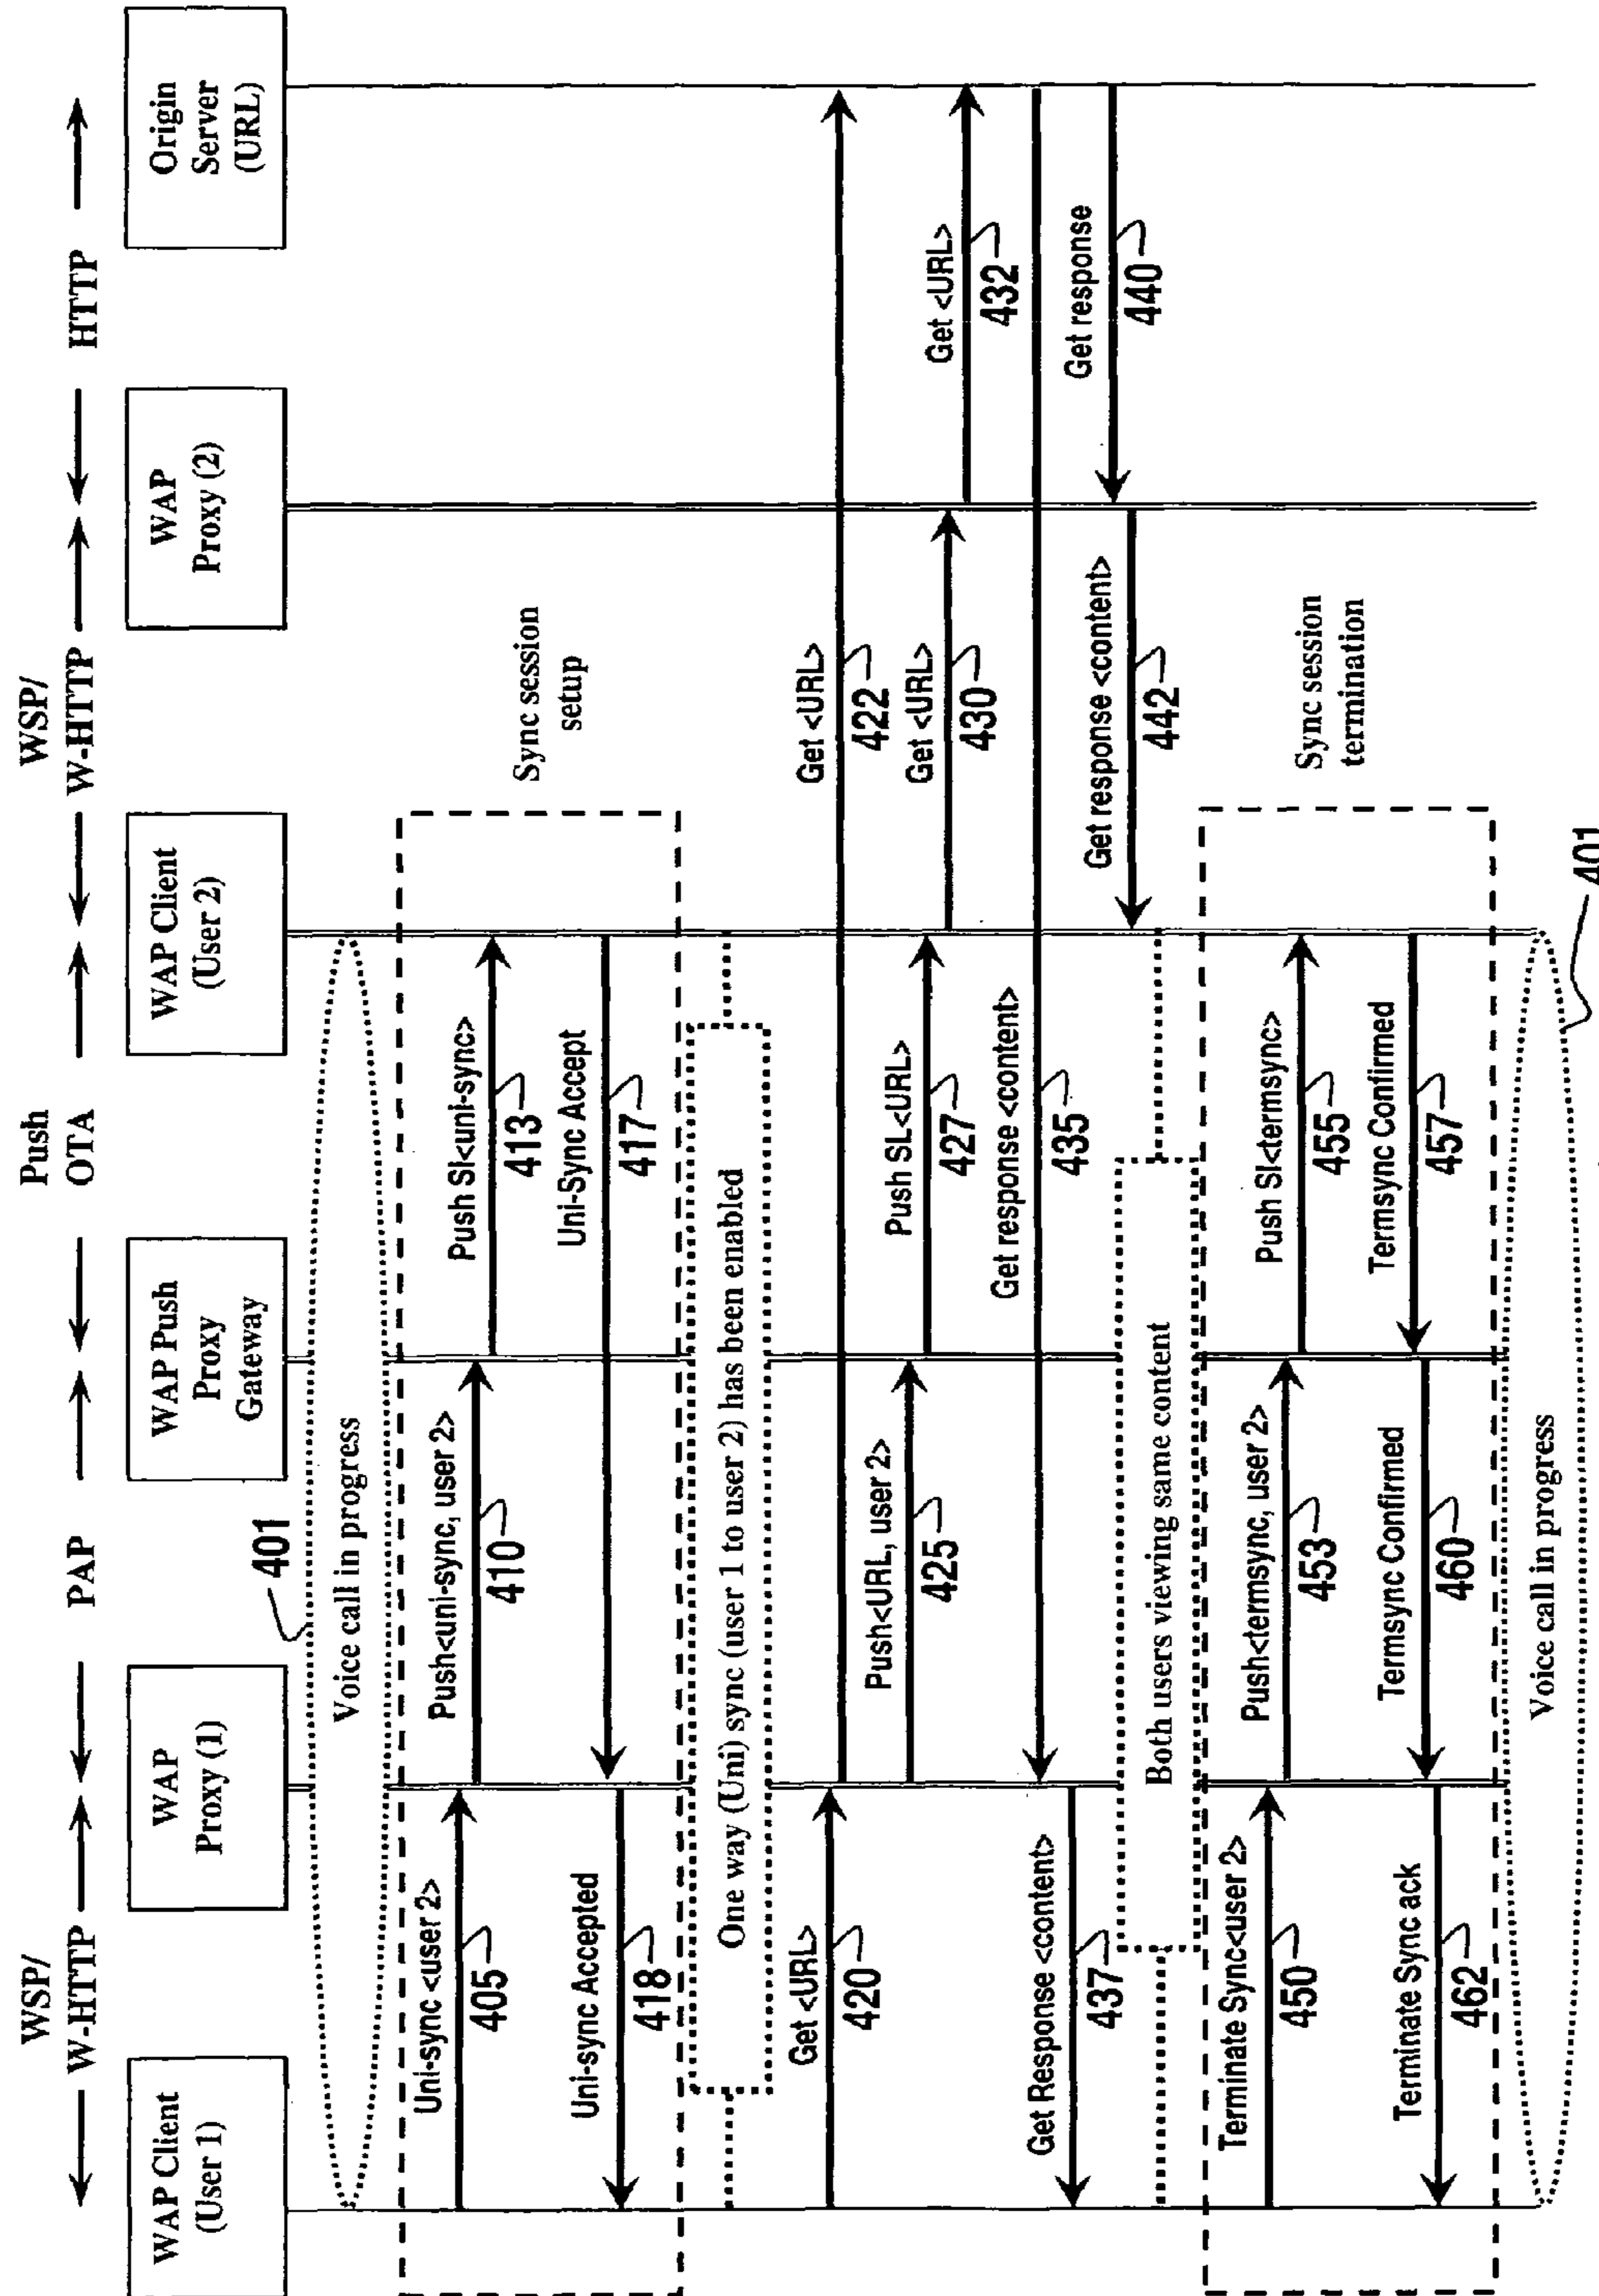 WSP/
W-HTTP
PAP
Push
OTA
WSP/
W-HTTP
HTTP
WAP Client
(User 1)
WAP
Proxy (1)
WAP Push
Proxy
Gateway
WAP Client
(User 2)
WAP
Proxy (2)
Origin
Server
(URL)
401
Voice call in progress
Uni-sync <user 2>
405
Push<uni-sync, user 2>
410
Push SI<uni-sync>
413
Sync session
setup
Uni-sync Accepted
418
Uni-Sync Accept
417
One way (Uni) sync (user 1 to user 2) has been enabled
Get <URL>
420
Get <URL>
422
Push<URL, user 2>
425
Push SL<URL>
427
Get <URL>
430
Get <URL>
432
Get response <content>
435
Get Response <content>
437
Get response
440
Get response <content>
442
Both users viewing same content
Terminate Sync<user 2>
450
Push<termsync, user 2>
453
Push SI<termsync>
455
Sync session
termination
Terminate Sync ack
462
Termsync Confirmed
460
Termsync Confirmed
457
Voice call in progress
401